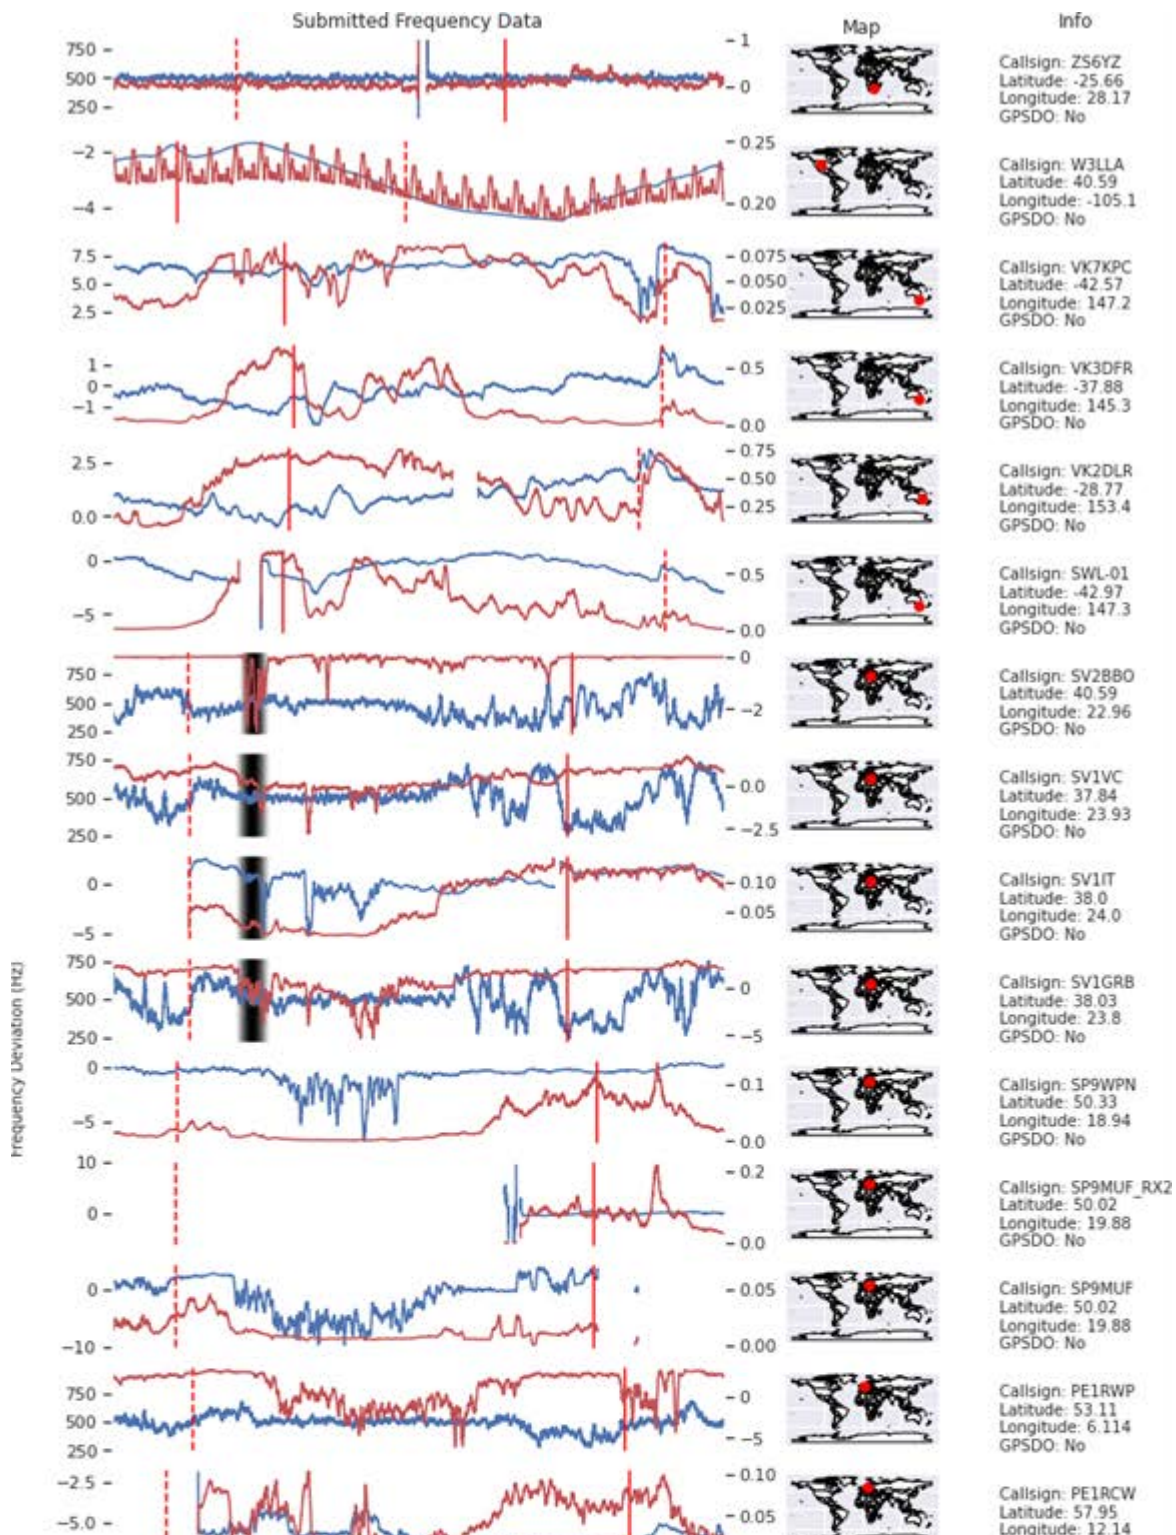 Submitted Frequency Data
Map
Info
750
500
250
1
0
Callsign: ZS6YZ
Latitude: -25.66
Longitude: 28.17
GPSDO: No
−2
−4
0.25
0.20
Callsign: W3LLA
Latitude: 40.59
Longitude: -105.1
GPSDO: No
7.5
5.0
2.5
0.075
0.050
0.025
Callsign: VK7KPC
Latitude: -42.57
Longitude: 147.2
GPSDO: No
1
0
−1
0.5
0.0
Callsign: VK3DFR
Latitude: -37.88
Longitude: 145.3
GPSDO: No
2.5
0.0
0.75
0.50
0.25
Callsign: VK2DLR
Latitude: -28.77
Longitude: 153.4
GPSDO: No
0
−5
0.5
0.0
Callsign: SWL-01
Latitude: -42.97
Longitude: 147.3
GPSDO: No
750
500
250
0
−2
Callsign: SV2BBO
Latitude: 40.59
Longitude: 22.96
GPSDO: No
750
500
250
0.0
−2.5
Callsign: SV1VC
Latitude: 37.84
Longitude: 23.93
GPSDO: No
0
−5
0.10
0.05
Callsign: SV1IT
Latitude: 38.0
Longitude: 24.0
GPSDO: No
Frequency Deviation (Hz)
750
500
250
0
−5
Callsign: SV1GRB
Latitude: 38.03
Longitude: 23.8
GPSDO: No
0
−5
0.1
0.0
Callsign: SP9WPN
Latitude: 50.33
Longitude: 18.94
GPSDO: No
10
0
0.2
0.0
Callsign: SP9MUF_RX2
Latitude: 50.02
Longitude: 19.88
GPSDO: No
0
−10
0.05
0.00
Callsign: SP9MUF
Latitude: 50.02
Longitude: 19.88
GPSDO: No
750
500
250
0
−5
Callsign: PE1RWP
Latitude: 53.11
Longitude: 6.114
GPSDO: No
−2.5
−5.0
0.10
0.05
Callsign: PE1RCW
Latitude: 57.95
Longitude: 12.14